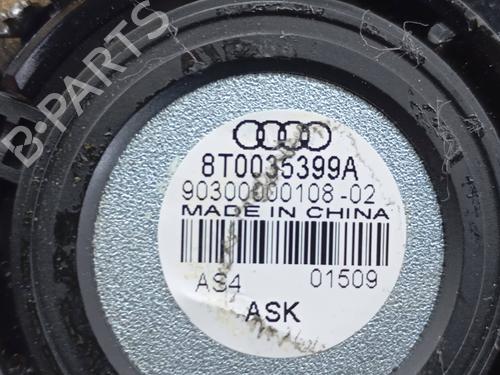 B-PARTS
8T0035399A
90300000108-02
MADE IN CHINA
AS4 01509
ASK